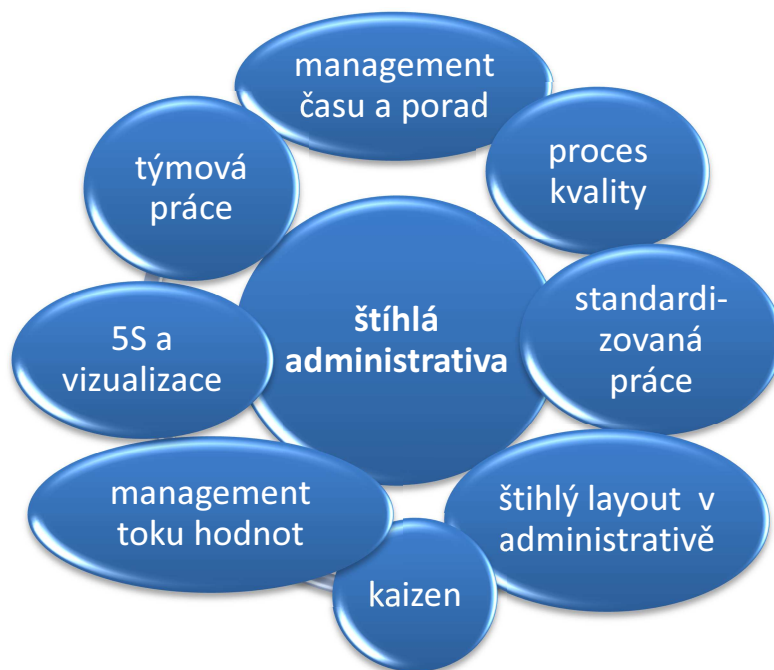 management
času a porad
proces
kvality
standardi-
zovaná
práce
štihlý layout v
administrativě
kaizen
management
toku hodnot
5S a
vizualizace
týmová
práce
štíhlá
administrativa